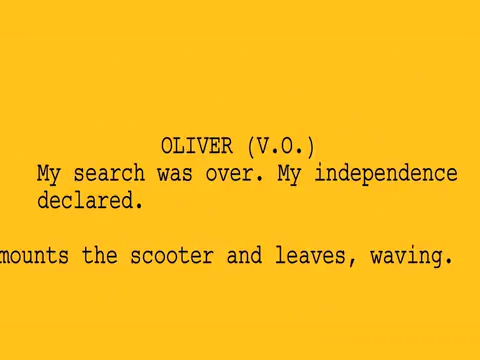 OLIVER (V.O.)
My search was over. My independence
declared.
mounts the scooter and leaves, waving.